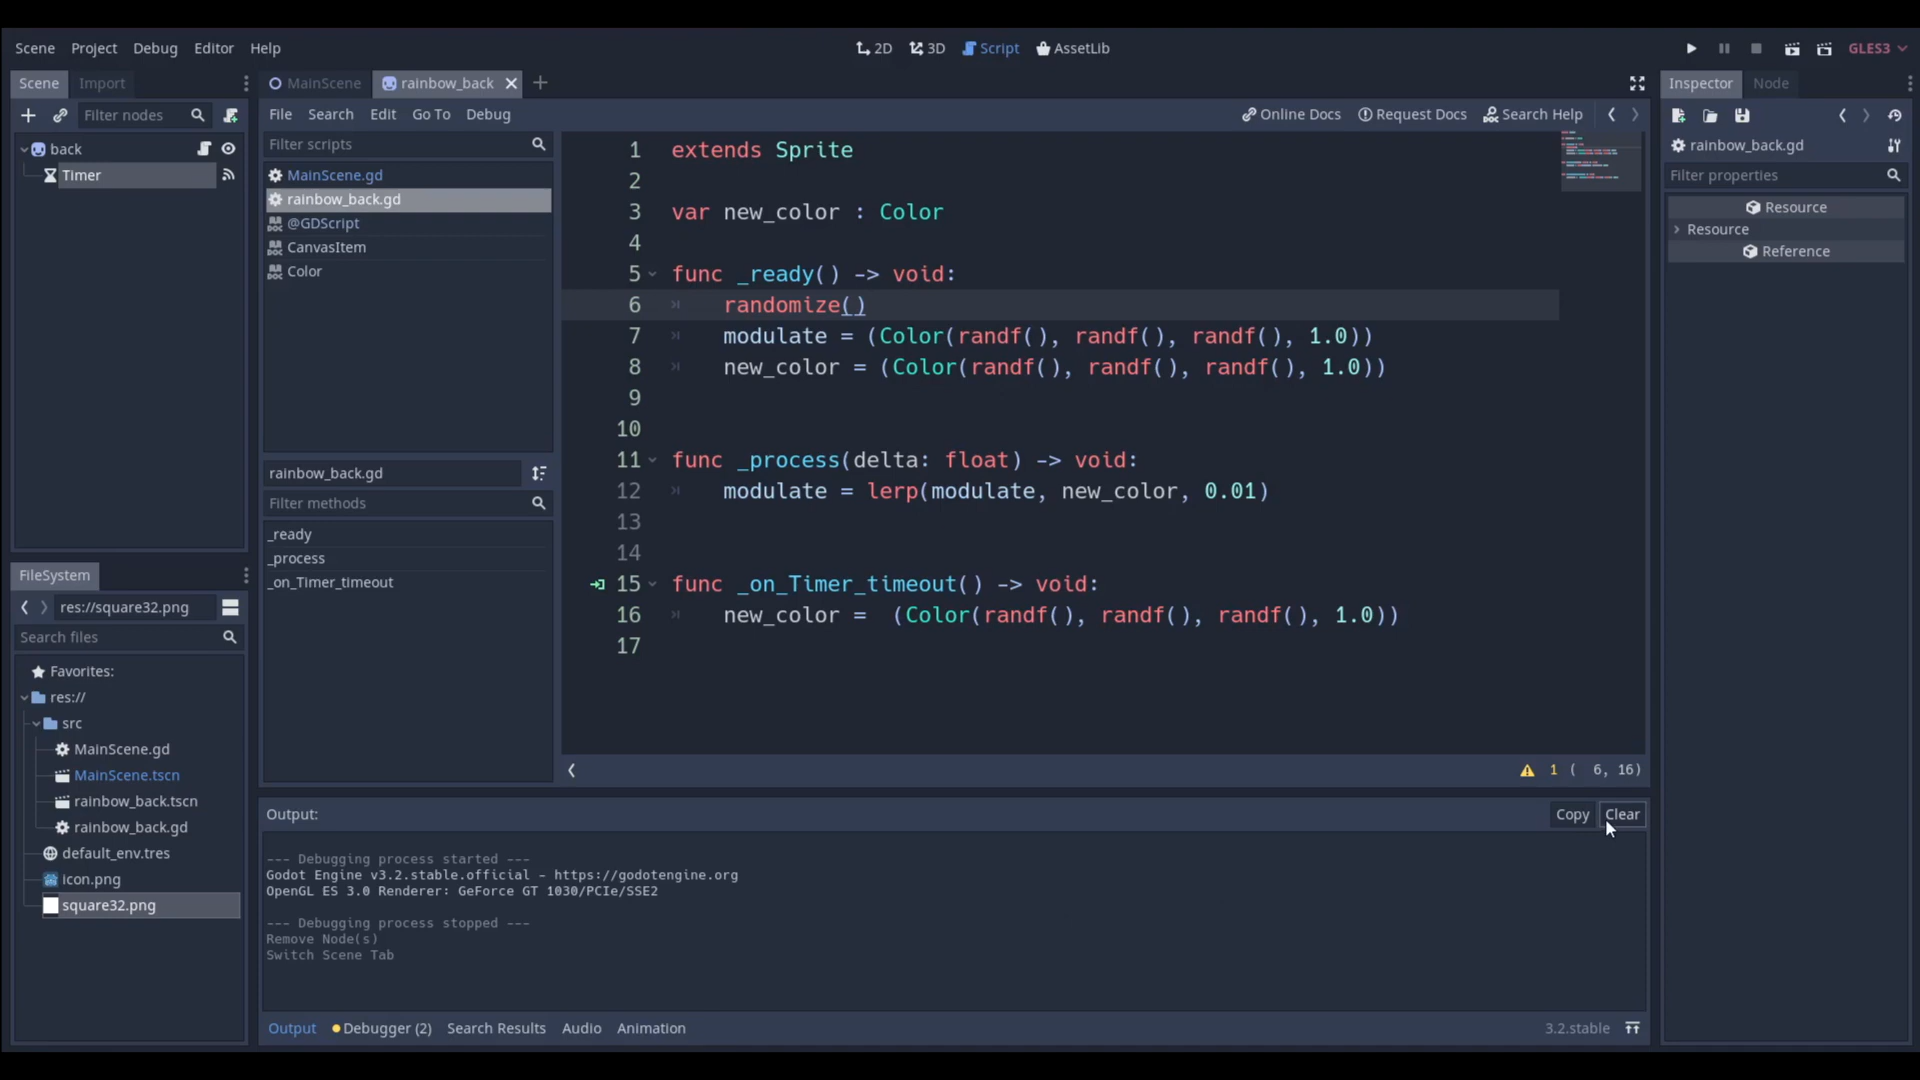 Scene Project Debug Editor Help
2D 3D Script AssetLib
GLES3
Scene Import
MainScene rainbow_back
Inspector Node
Filter nodes
File Search Edit Go To Debug
Online Docs Request Docs Search Help
back
Timer
Filter scripts
MainScene.gd
rainbow_back.gd
@GDScript
CanvasItem
Color
rainbow_back.gd
Filter methods
_ready
_process
_on_Timer_timeout
1 extends Sprite
2
3 var new_color : Color
4
5 func _ready() -> void:
6 randomize()
7 modulate = (Color(randf(), randf(), randf(), 1.0))
8 new_color = (Color(randf(), randf(), randf(), 1.0))
9
10
11 func _process(delta: float) -> void:
12 modulate = lerp(modulate, new_color, 0.01)
13
14
15 func _on_Timer_timeout() -> void:
16 new_color =  (Color(randf(), randf(), randf(), 1.0))
17
1 ( 6, 16)
rainbow_back.gd
Filter properties
Resource
Resource
Reference
FileSystem
res://square32.png
Search files
Favorites:
res://
src
MainScene.gd
MainScene.tscn
rainbow_back.tscn
rainbow_back.gd
default_env.tres
icon.png
square32.png
Output:
Copy Clear
--- Debugging process started ---
Godot Engine v3.2.stable.official - https://godotengine.org
OpenGL ES 3.0 Renderer: GeForce GT 1030/PCIe/SSE2
--- Debugging process stopped ---
Remove Node(s)
Switch Scene Tab
Output Debugger (2) Search Results Audio Animation
3.2.stable